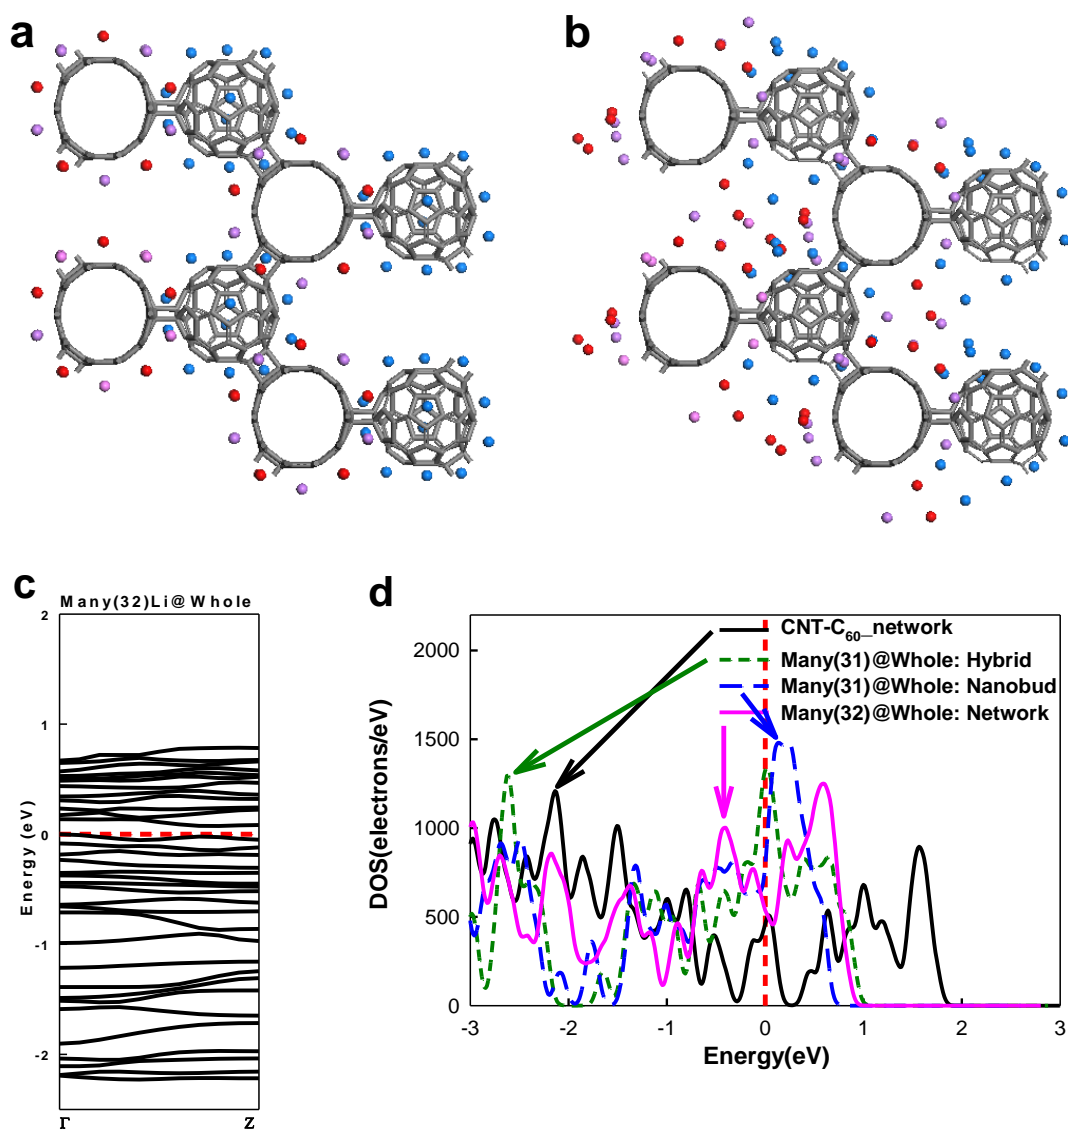 a
b
c
Many(32)Li@Whole
2
1
0
-1
-2
Energy (eV)
Γ
Z
d
CNT-C60_network
Many(31)@Whole: Hybrid
Many(31)@Whole: Nanobud
Many(32)@Whole: Network
2000
1500
1000
500
0
DOS(electrons/eV)
-3
-2
-1
0
1
2
3
Energy(eV)